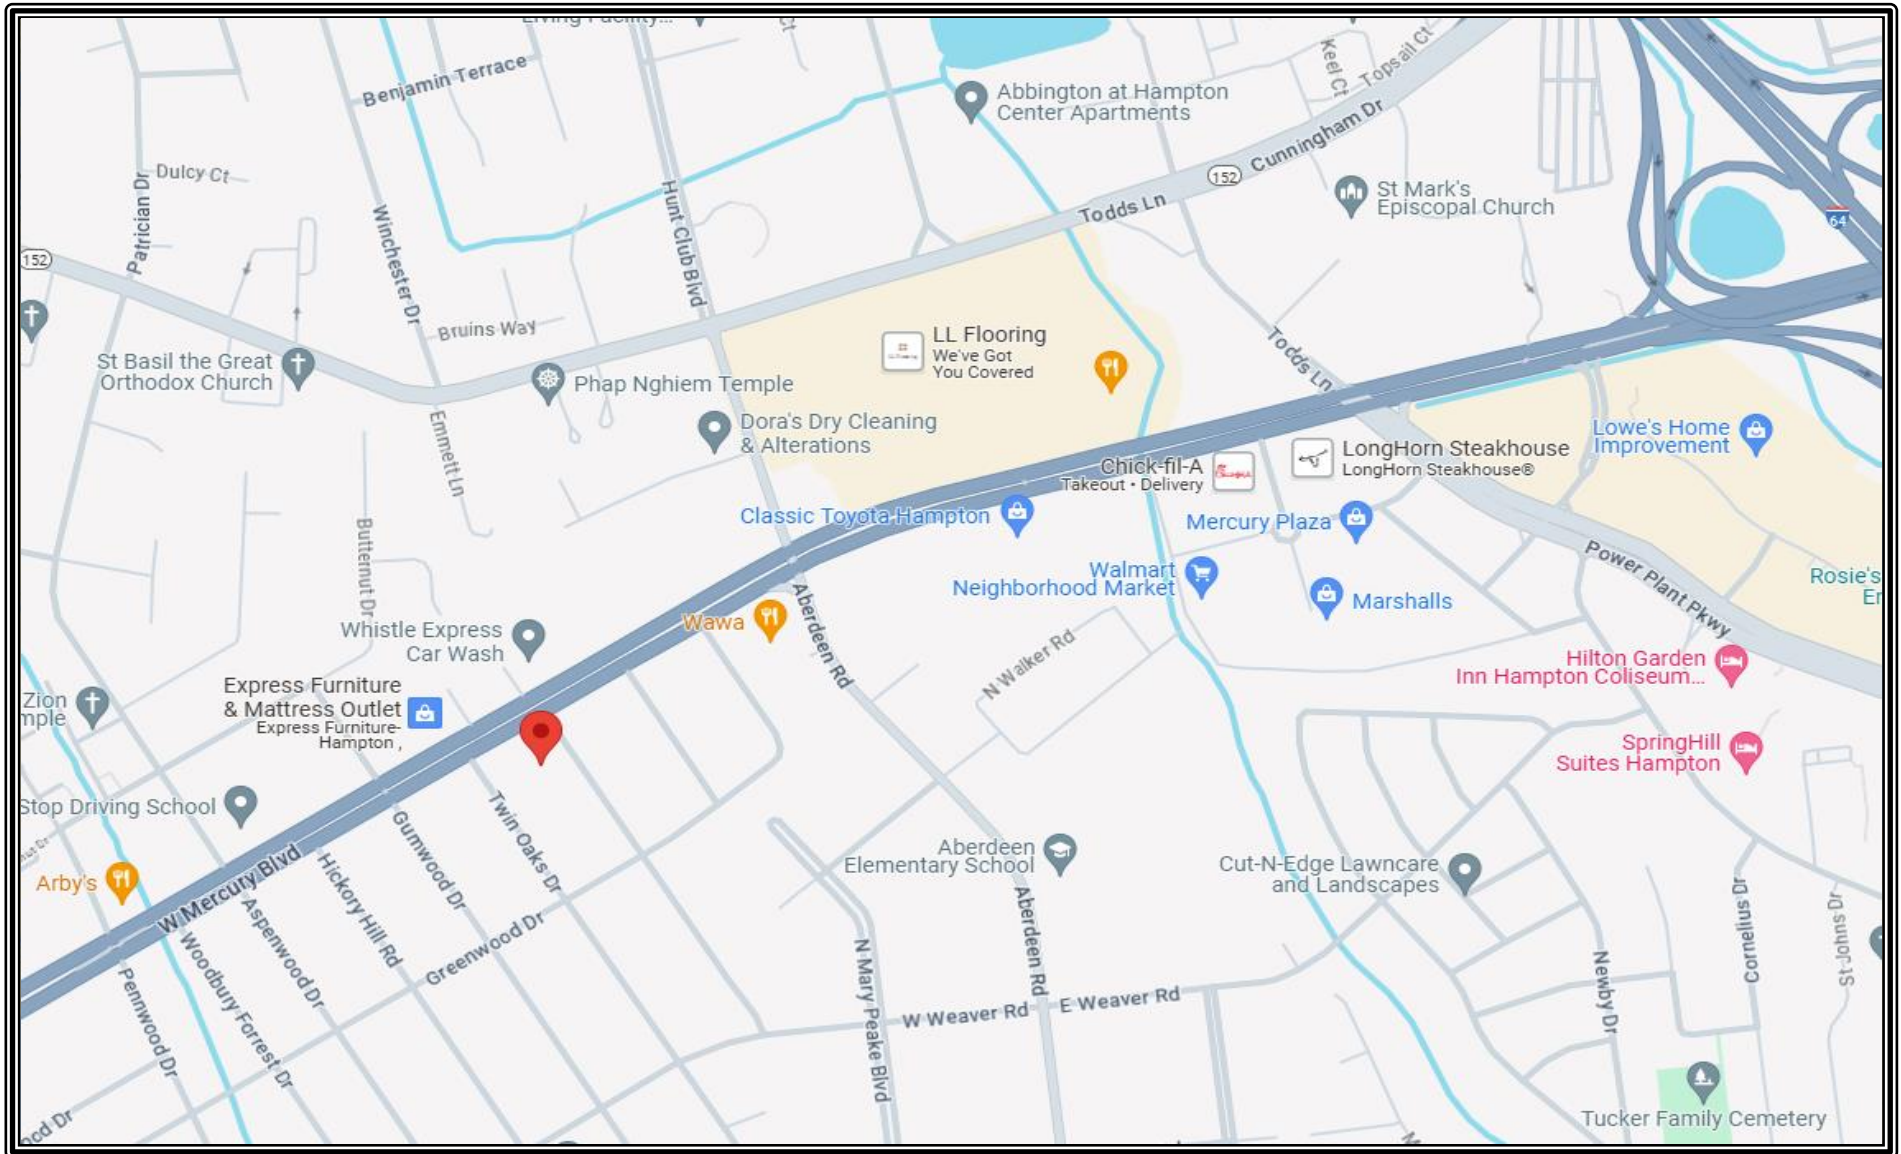 Living Facility...
Ct
Benjamin Terrace
Keel Ct
Topsail Ct
Abbington at Hampton
Center Apartments
152
Cunningham Dr
Dulcy Ct
Patrician Dr
Winchester Dr
Hunt Club Blvd
Todds Ln
St Mark's
Episcopal Church
64
152
Bruins Way
LL Flooring
We've Got
You Covered
St Basil the Great
Orthodox Church
Phap Nghiem Temple
Todds Ln
Emmett Ln
Dora's Dry Cleaning
& Alterations
Lowe's Home
Improvement
LongHorn Steakhouse
LongHorn Steakhouse®
Chick-fil-A
Takeout • Delivery
Classic Toyota Hampton
Mercury Plaza
Butternut Dr
Power Plant Pkwy
Walmart
Neighborhood Market
Rosie's
Marshalls
Aberdeen Rd
Wawa
Whistle Express
Car Wash
N Walker Rd
Hilton Garden
Inn Hampton Coliseum...
Express Furniture
& Mattress Outlet
Express Furniture-
Hampton ,
Zion
mple
SpringHill
Suites Hampton
Stop Driving School
Twin Oaks Dr
Gumwood Dr
Hickory Hill Rd
W Mercury Blvd
Arby's
Aberdeen
Elementary School
Cut-N-Edge Lawncare
and Landscapes
Aspenwood Dr
Woodbury Forrest Dr
Greenwood Dr
Pennwood Dr
N Mary Peake Blvd
Aberdeen Rd
W Weaver Rd
E Weaver Rd
Newby Dr
Cornelius Dr
St Johns Dr
Tucker Family Cemetery